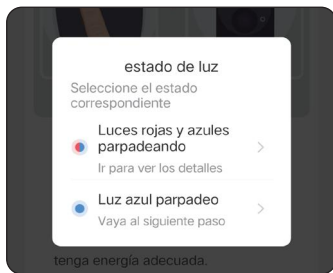 estado de luz
Seleccione el estado
correspondiente
Luces rojas y azules
parpadeando
Ir para ver los detalles
Luz azul parpadeo
Vaya al siguiente paso
tenga energía adecuada.